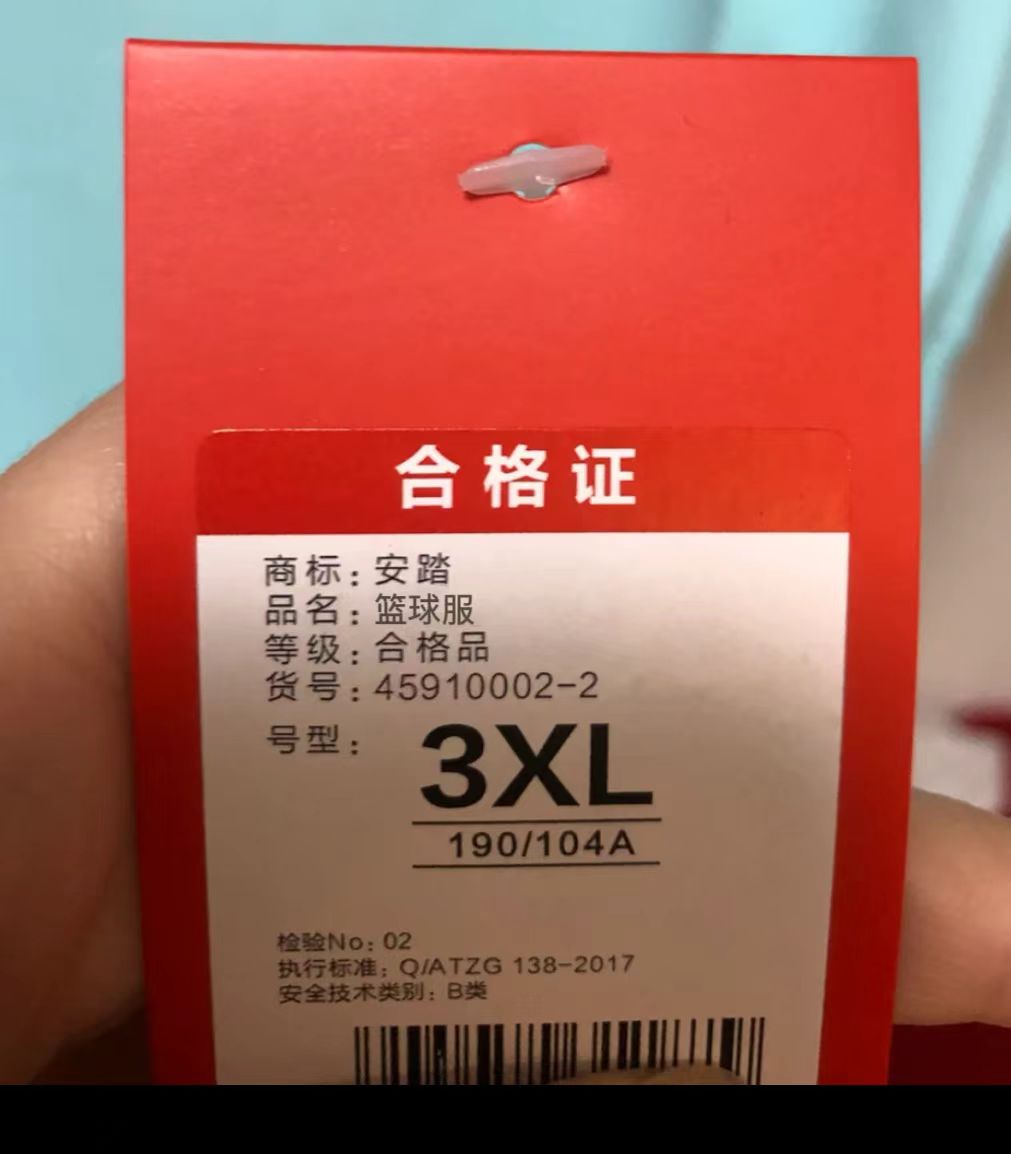 合格证
商标：安踏
品名：篮球服
等级：合格品
货号：45910002-2
号型：3XL
190/104A
检验No：02
执行标准：Q/ATZG 138-2017
安全技术类别：B类